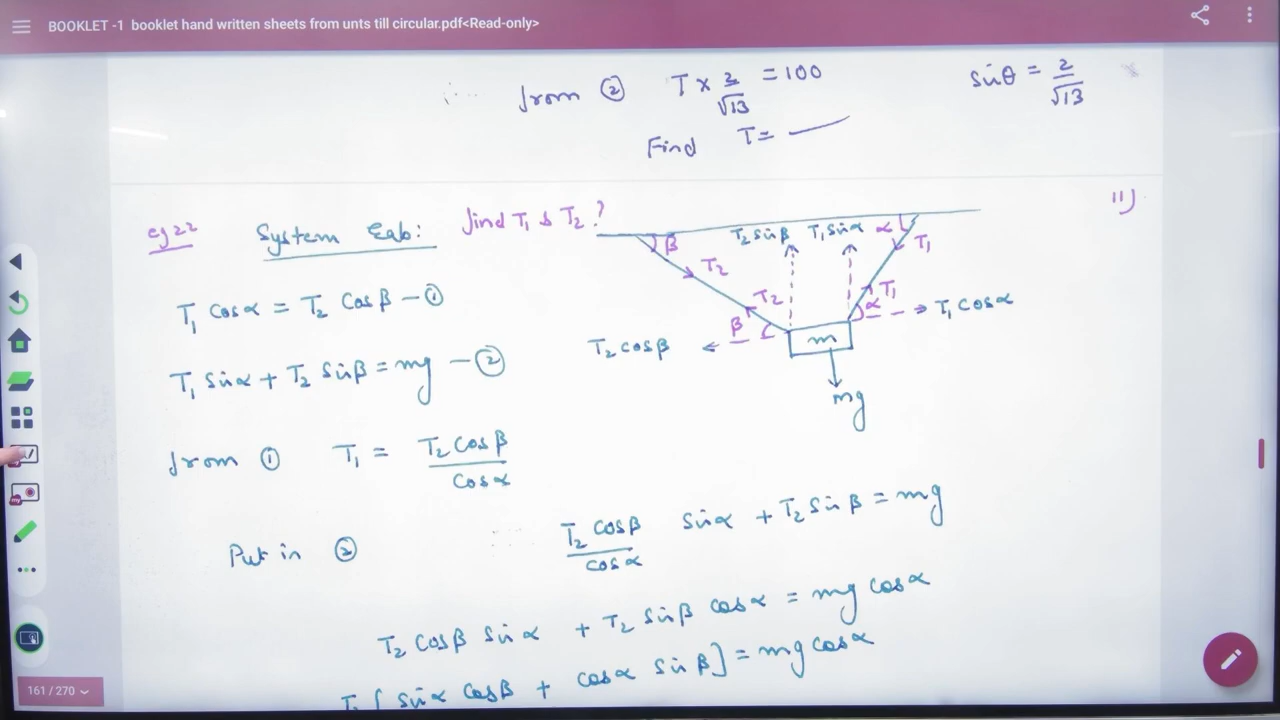 BOOKLET -1 booklet hand written sheets from unts till circular.pdf<Read-only>
from ② T × 2/√13 = 100
sinθ = 2/√13
Find T = —
11)
eg 22 System Eqb: find T₁ & T₂ ?
β T₂ sinβ T₁ sinα α T₁
T₂
T₂ T₁
T₁ cosα = T₂ cosβ — ①
β α T₁ cosα
T₂ cosβ m
T₁ sinα + T₂ sinβ = mg — ②
mg
from ① T₁ = T₂ cosβ / cosα
Put in ② T₂ cosβ / cosα sinα + T₂ sinβ = mg
T₂ cosβ sinα + T₂ sinβ cosα = mg cosα
T₂ [ sinα cosβ + cosα sinβ ] = mg cosα
161 / 270